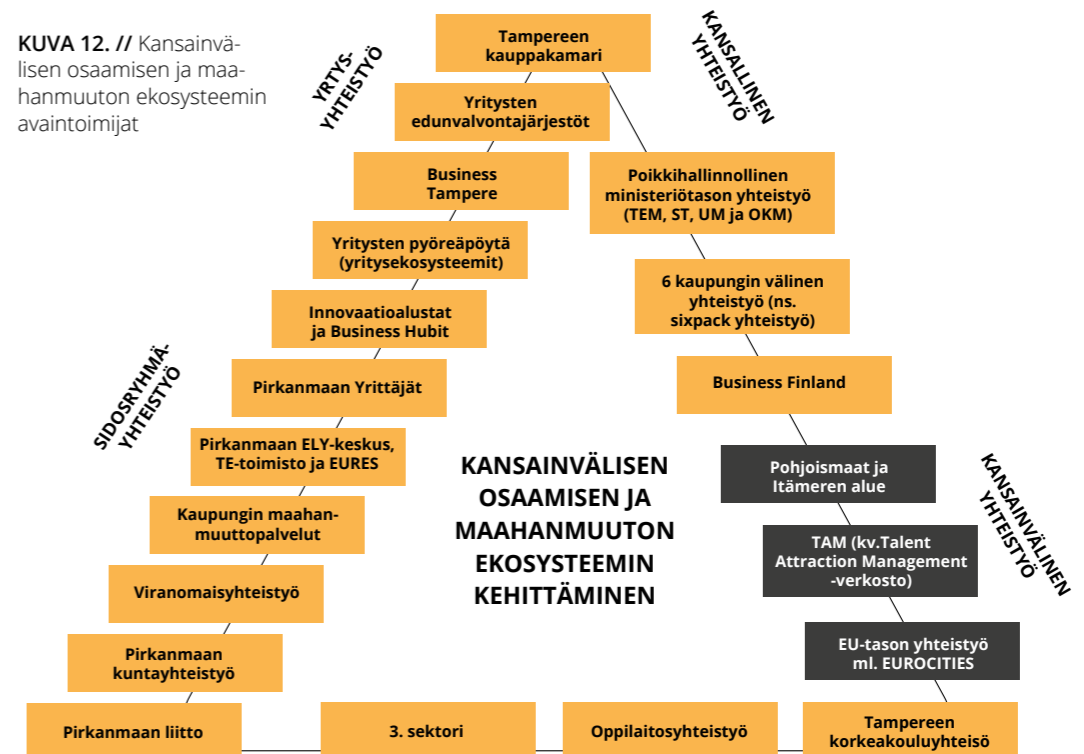 KUVA 12. // Kansainvä-
lisen osaamisen ja maa-
hanmuuton ekosysteemin
avaintoimijat
YRTYS-
YHTEISTYÖ
Tampereen
kauppakamari
KANSALLINEN
YHTEISTYÖ
Yritysten
edunvalvontajärjestöt
Business
Tampere
Poikkihallinnollinen
ministeriötason yhteistyö
(TEM, ST, UM ja OKM)
Yritysten pyöreäpöytä
(yritysekosysteemit)
6 kaupungin välinen
yhteistyö (ns.
sixpack yhteistyö)
Innovaatioalustat
ja Business Hubit
SIDOSRYHMÄ-
YHTEISTYÖ
Pirkanmaan Yrittäjät
Business Finland
Pirkanmaan ELY-keskus,
TE-toimisto ja EURES
KANSAINVÄLISEN
OSAAMISEN JA
MAAHANMUUTON
EKOSYSTEEMIN
KEHITTÄMINEN
Pohjoismaat ja
Itämeren alue
KANSAINVÄLINEN
YHTEISTYÖ
Kaupungin maahan-
muuttopalvelut
TAM (kv.Talent
Attraction Management
-verkosto)
Viranomaisyhteistyö
EU-tason yhteistyö
ml. EUROCITIES
Pirkanmaan
kuntayhteistyö
Pirkanmaan liitto
3. sektori
Oppilaitosyhteistyö
Tampereen
korkeakouluyhteisö